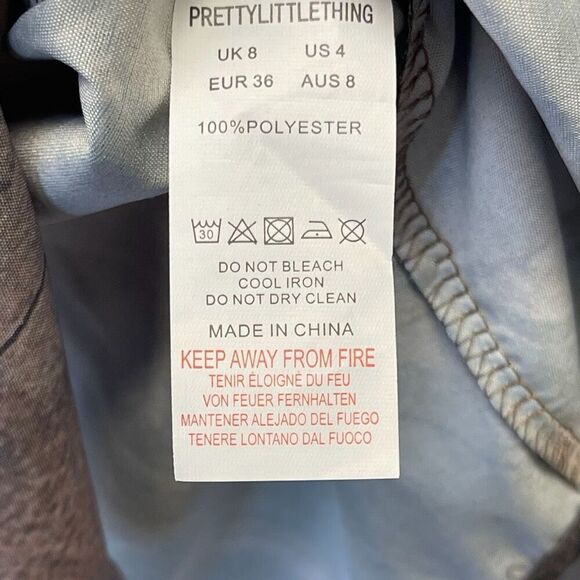 PRETTYLITTLETHING
UK 8 US 4
EUR 36 AUS 8
100%POLYESTER
30
DO NOT BLEACH
COOL IRON
DO NOT DRY CLEAN
MADE IN CHINA
KEEP AWAY FROM FIRE
TENIR ÉLOIGNÉ DU FEU
VON FEUER FERNHALTEN
MANTENER ALEJADO DEL FUEGO
TENERE LONTANO DAL FUOCO